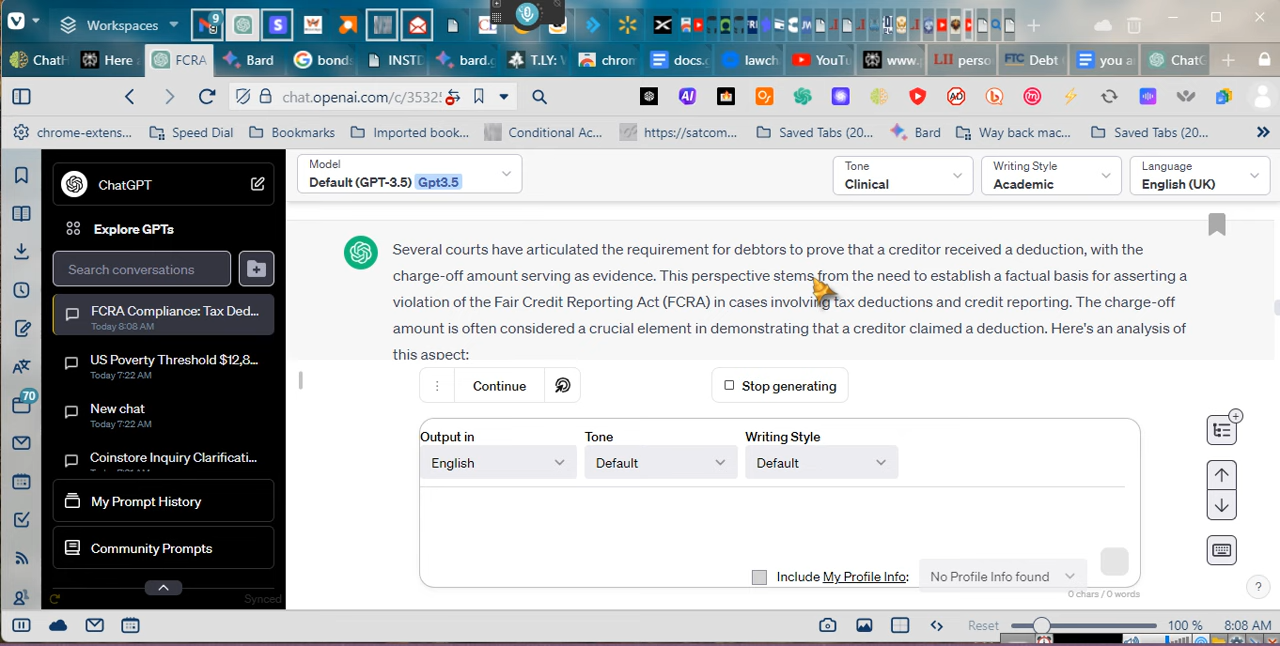 Workspaces
ChatH
Here
FCRA
Bard
bond
INSTD
bard.g
T.LY:
chrom
docs.
lawch
YouTu
www.
LII perso
FTC Debt
you a
ChatG
chat.openai.com/c/3532
chrome-exten...
Speed Dial
Bookmarks
Imported book...
Conditional Ac...
https://satcom...
Saved Tabs (20...
Bard
Way back mac...
Saved Tabs (20...
ChatGPT
Explore GPTs
Search conversations
FCRA Compliance: Tax Ded...
Today 8:08 AM
US Poverty Threshold $12,8...
Today 7:22 AM
New chat
Today 7:22 AM
Coinstore Inquiry Clarificati...
My Prompt History
Community Prompts
Synced
70
Model
Default (GPT-3.5) Gpt3.5
Tone
Clinical
Writing Style
Academic
Language
English (UK)
Several courts have articulated the requirement for debtors to prove that a creditor received a deduction, with the
charge-off amount serving as evidence. This perspective stems from the need to establish a factual basis for asserting a
violation of the Fair Credit Reporting Act (FCRA) in cases involving tax deductions and credit reporting. The charge-off
amount is often considered a crucial element in demonstrating that a creditor claimed a deduction. Here's an analysis of
this aspect:
Continue
Stop generating
Output in
English
Tone
Default
Writing Style
Default
Include My Profile Info:
No Profile Info found
0 chars / 0 words
?
Reset
100 %
8:08 AM